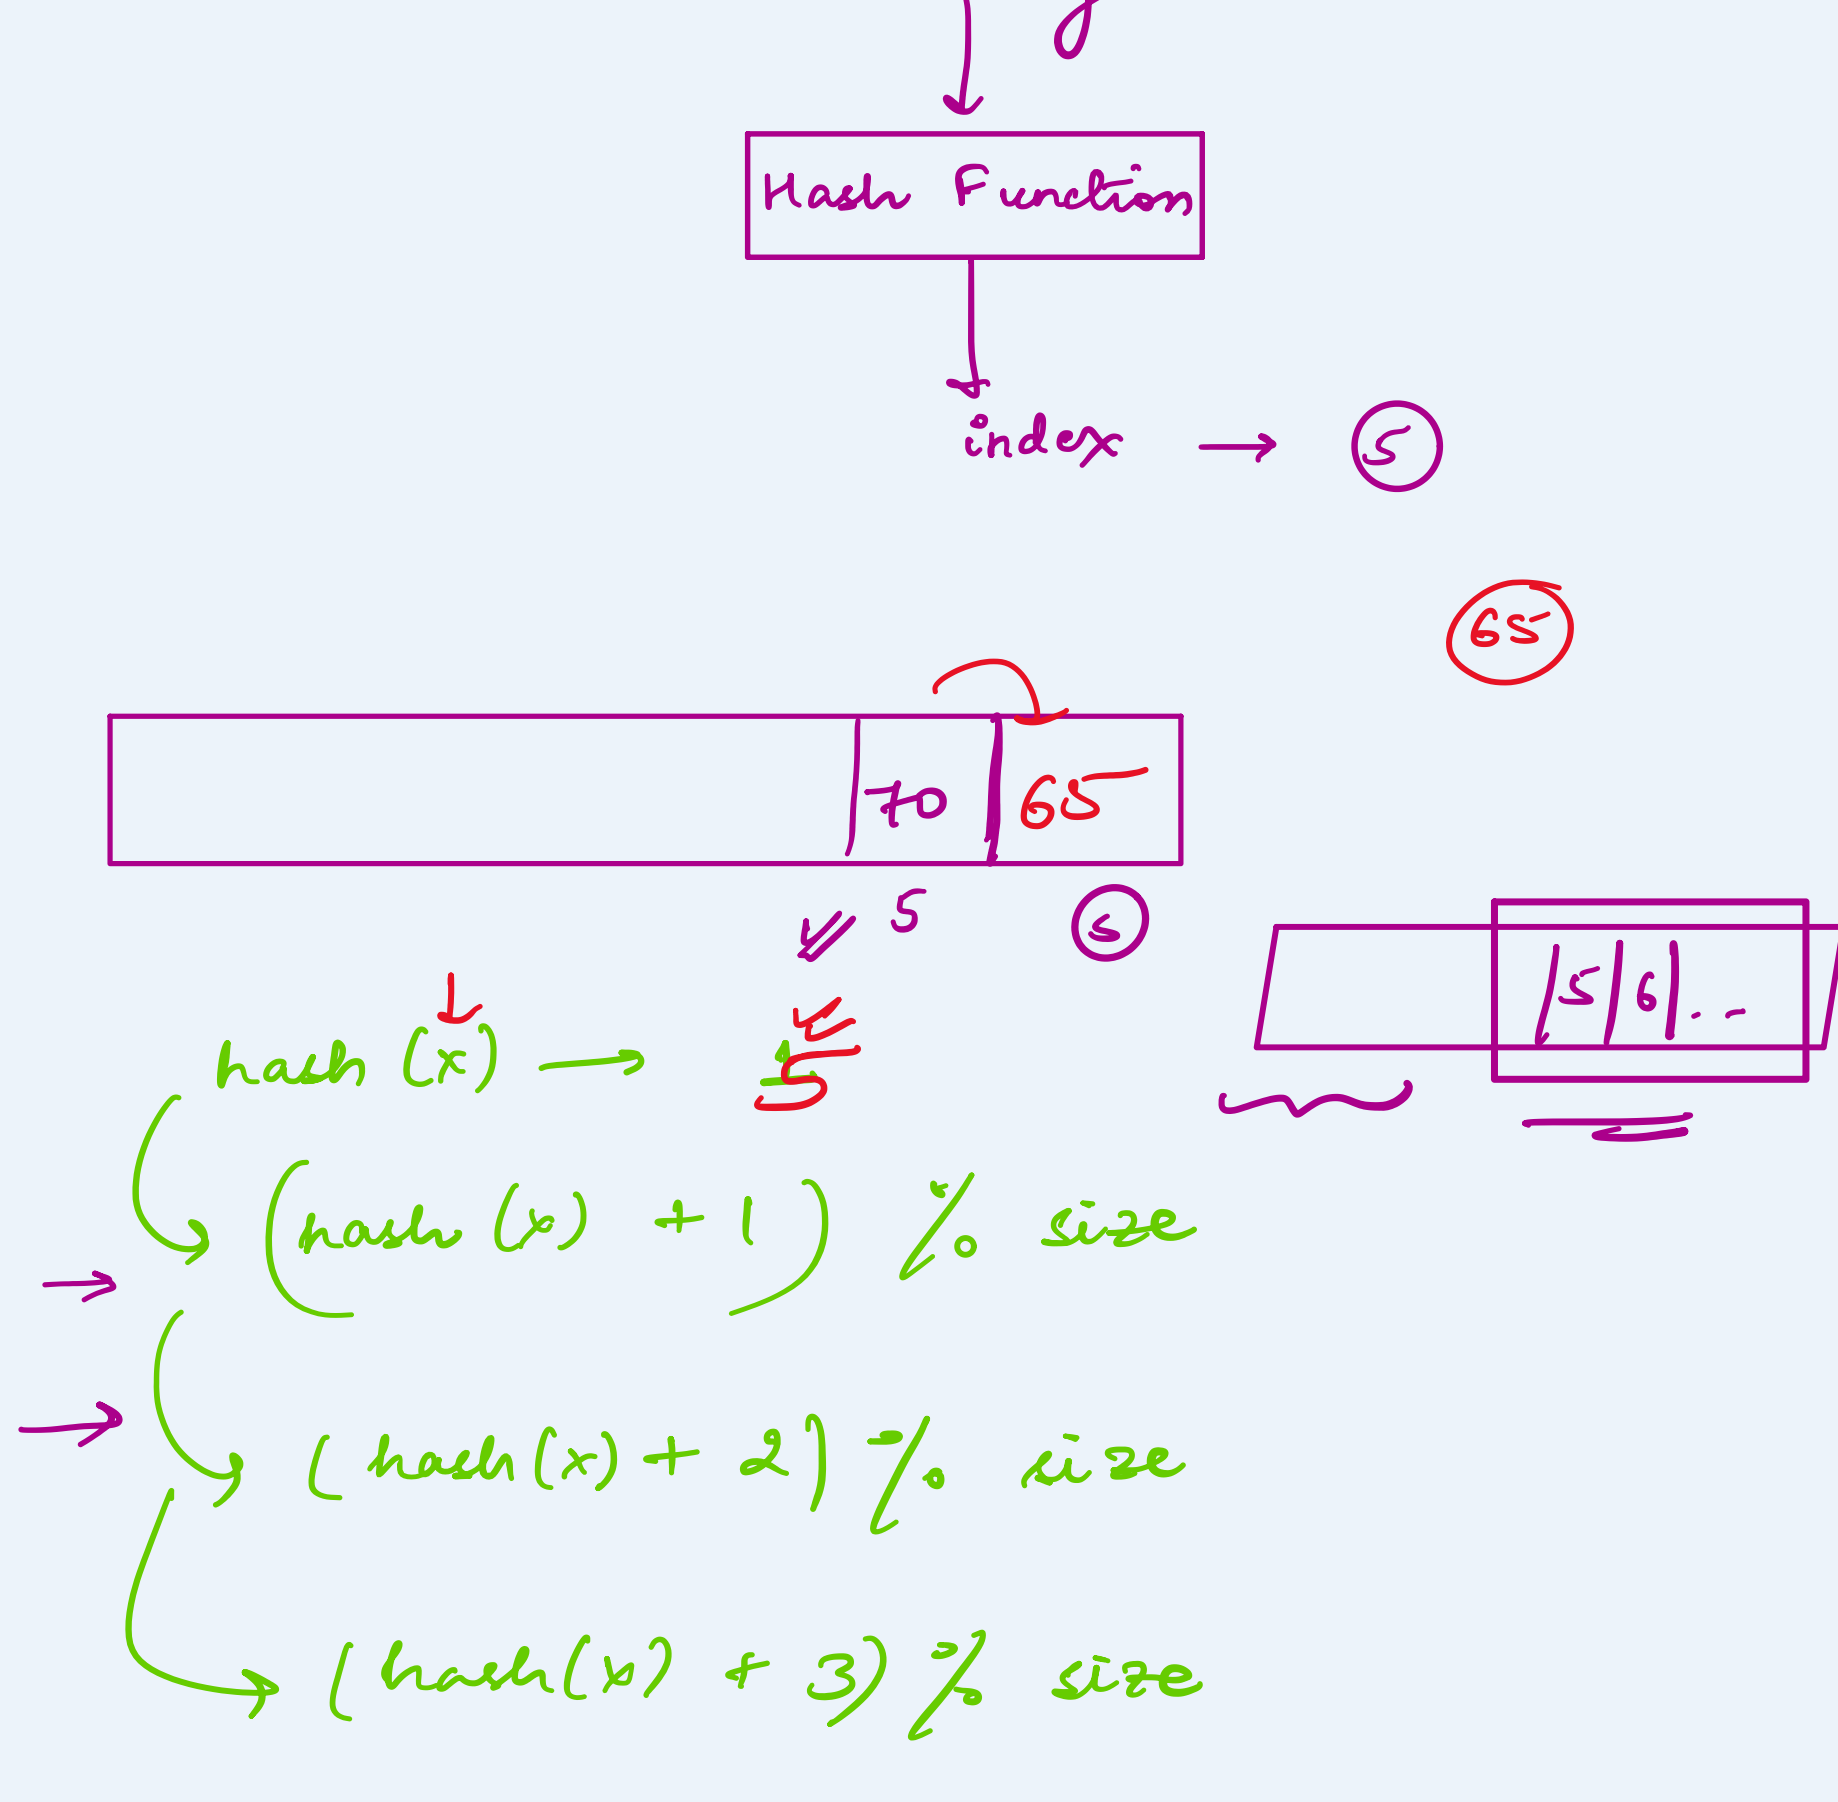 Hash Function
index → 5
65
70 65
5 5
5 6 ...
hash (x) → 5
(hash (x) + 1) % size
(hash(x) + 2) % size
(hash(x) + 3) % size